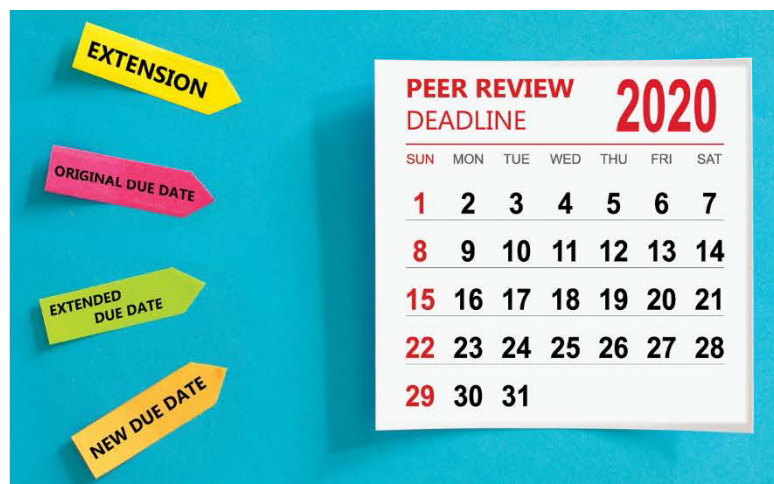 EXTENSION
ORIGINAL DUE DATE
EXTENDED
DUE DATE
NEW DUE DATE
PEER REVIEW
DEADLINE
2020
SUN MON TUE WED THU FRI SAT
1 2 3 4 5 6 7
8 9 10 11 12 13 14
15 16 17 18 19 20 21
22 23 24 25 26 27 28
29 30 31